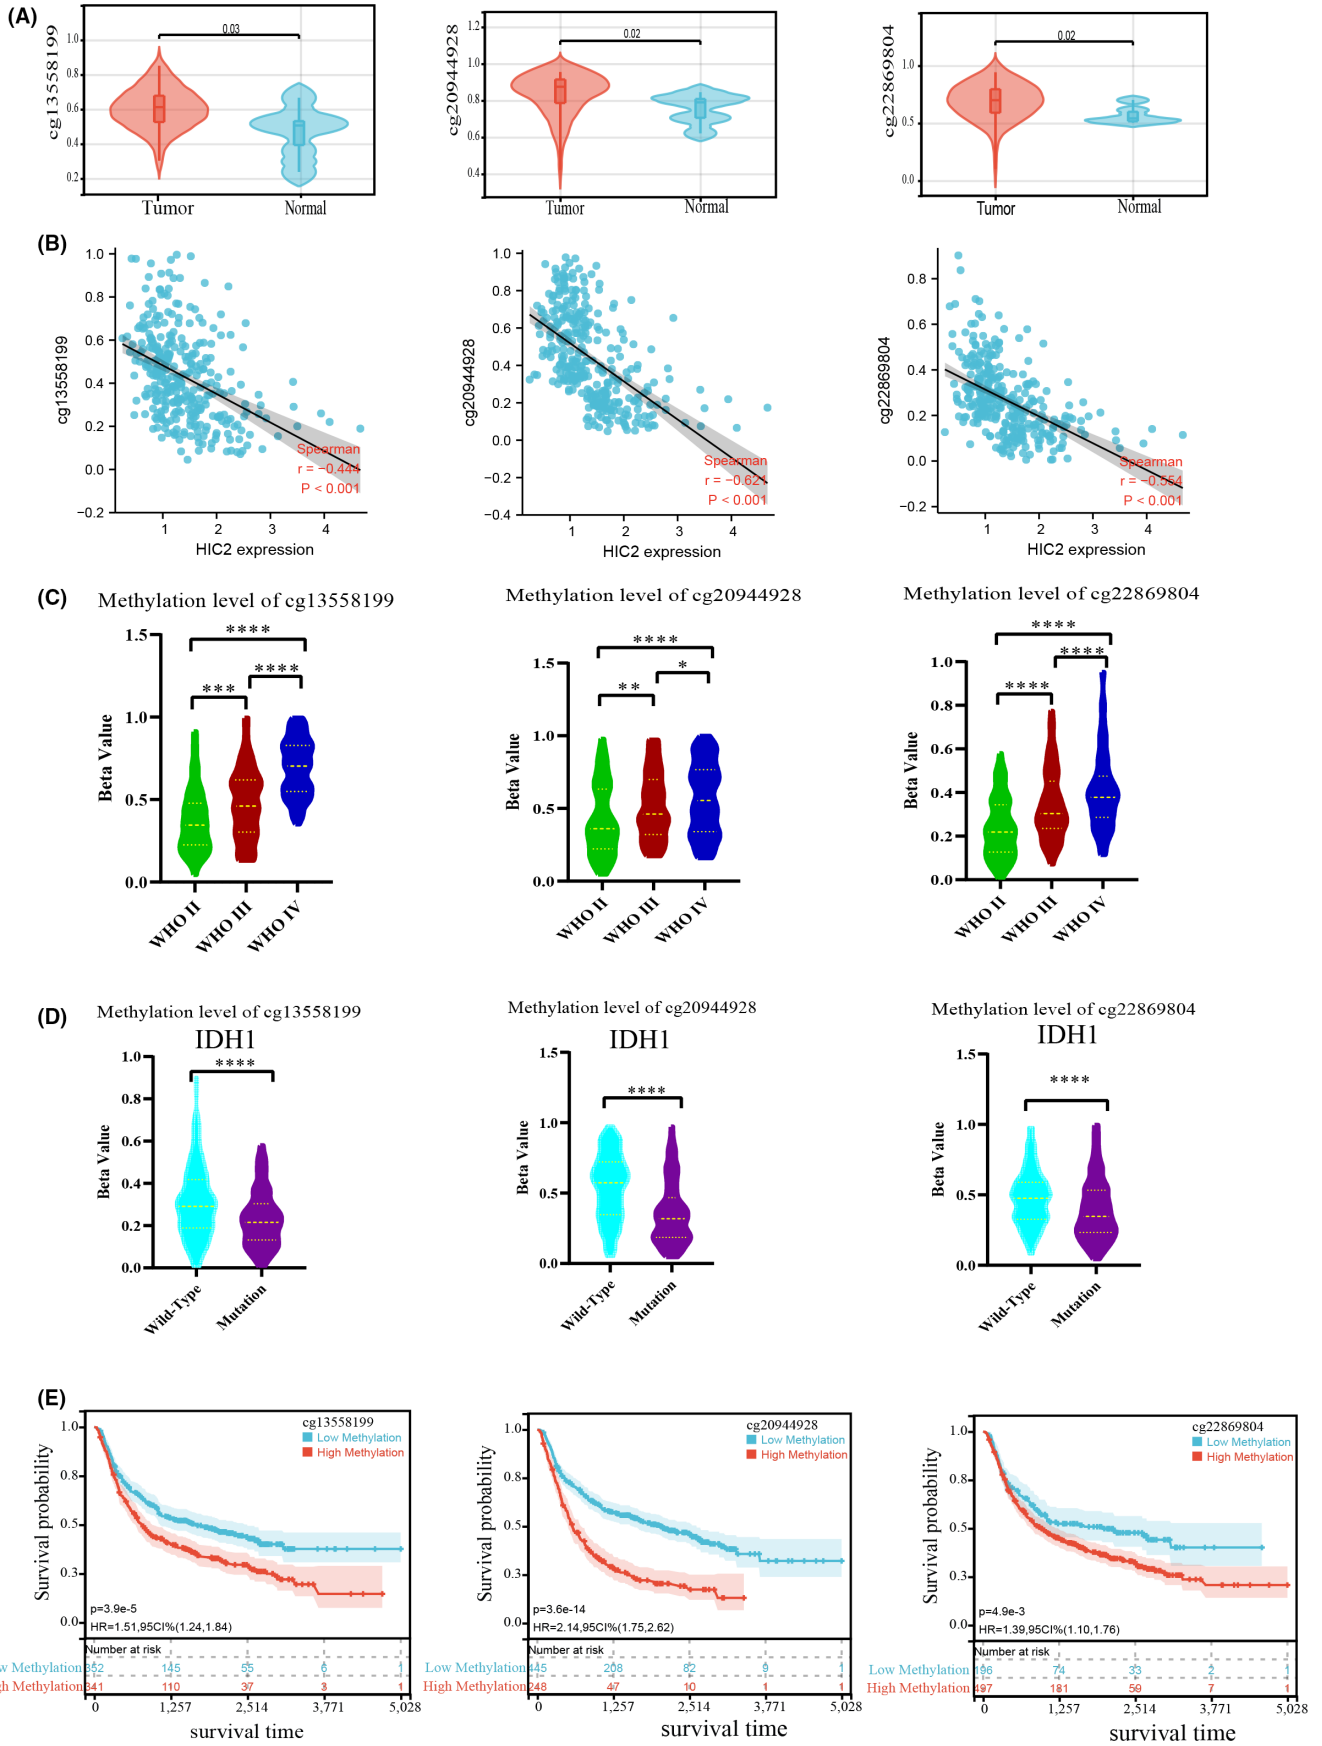 (A)
cg13558199
1.0
0.8
0.6
0.4
0.2
0.03
Tumor
Normal
cg20944928
1.2
1.0
0.8
0.6
0.4
0.02
Tumor
Normal
cg22869804
1.0
0.5
0.0
0.02
Tumor
Normal
(B)
cg13558199
1.0
0.8
0.6
0.4
0.2
0.0
−0.2
Spearman
r = −0.444
P < 0.001
1 2 3 4
HIC2 expression
cg20944928
1.0
0.8
0.6
0.4
0.2
0.0
−0.2
−0.4
Spearman
r = −0.621
P < 0.001
1 2 3 4
HIC2 expression
cg22869804
0.8
0.6
0.4
0.2
0.0
−0.2
Spearman
r = −0.554
P < 0.001
1 2 3 4
HIC2 expression
(C)
Methylation level of cg13558199
Beta Value
1.5
1.0
0.5
0.0
****
****
***
WHO II
WHO III
WHO IV
Methylation level of cg20944928
Beta Value
1.5
1.0
0.5
0.0
****
*
**
WHO II
WHO III
WHO IV
Methylation level of cg22869804
Beta Value
1.0
0.8
0.6
0.4
0.2
0.0
****
****
****
WHO II
WHO III
WHO IV
(D)
Methylation level of cg13558199
IDH1
Beta Value
1.0
0.8
0.6
0.4
0.2
0.0
****
Wild-Type
Mutation
Methylation level of cg20944928
IDH1
Beta Value
1.5
1.0
0.5
0.0
****
Wild-Type
Mutation
Methylation level of cg22869804
IDH1
Beta Value
1.5
1.0
0.5
0.0
****
Wild-Type
Mutation
(E)
Survival probability
1.0
0.8
0.5
0.3
0.0
cg13558199
Low Methylation
High Methylation
p=3.9e-5
HR=1.51,95CI%(1.24,1.84)
Number at risk
w Methylation 352 145 55 6 1
gh Methylation 341 110 37 3 1
0 1,257 2,514 3,771 5,028
survival time
Survival probability
1.0
0.8
0.5
0.3
0.0
cg20944928
Low Methylation
High Methylation
p=3.6e-14
HR=2.14,95CI%(1.75,2.62)
Number at risk
Low Methylation 445 208 82 9 1
High Methylation 248 47 10 1 1
0 1,257 2,514 3,771 5,028
survival time
Survival probability
1.0
0.8
0.5
0.3
0.0
cg22869804
Low Methylation
High Methylation
p=4.9e-3
HR=1.39,95CI%(1.10,1.76)
Number at risk
Low Methylation 196 74 33 2 1
High Methylation 497 181 59 7 1
0 1,257 2,514 3,771 5,028
survival time